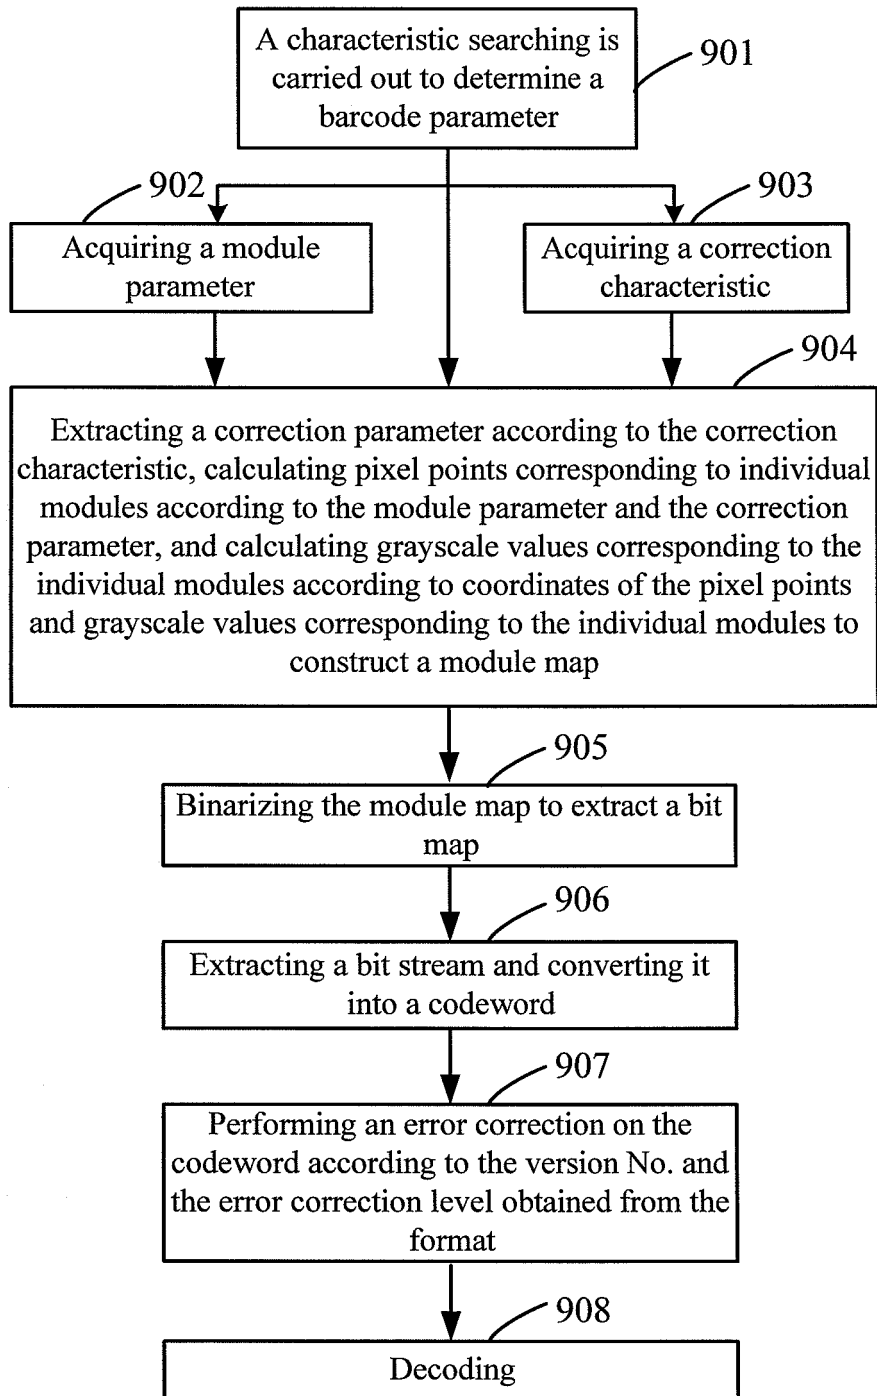 A characteristic searching is
carried out to determine a
barcode parameter
901
902
903
Acquiring a module
parameter
Acquiring a correction
characteristic
904
Extracting a correction parameter according to the correction
characteristic, calculating pixel points corresponding to individual
modules according to the module parameter and the correction
parameter, and calculating grayscale values corresponding to the
individual modules according to coordinates of the pixel points
and grayscale values corresponding to the individual modules to
construct a module map
905
Binarizing the module map to extract a bit
map
906
Extracting a bit stream and converting it
into a codeword
907
Performing an error correction on the
codeword according to the version No. and
the error correction level obtained from the
format
908
Decoding